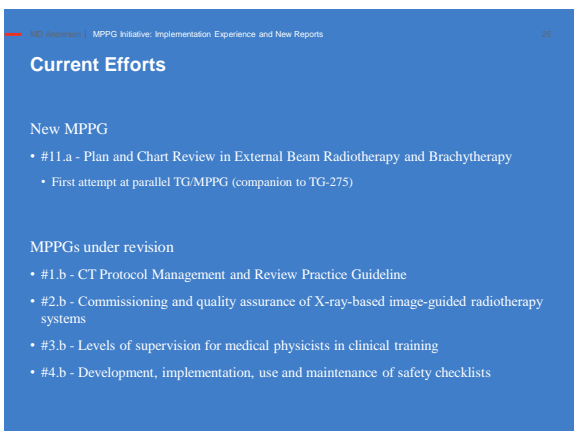 MD Anderson | MPPG Initiative: Implementation Experience and New Reports 25
Current Efforts
New MPPG
• #11.a - Plan and Chart Review in External Beam Radiotherapy and Brachytherapy
• First attempt at parallel TG/MPPG (companion to TG-275)
MPPGs under revision
• #1.b - CT Protocol Management and Review Practice Guideline
• #2.b - Commissioning and quality assurance of X-ray-based image-guided radiotherapy
systems
• #3.b - Levels of supervision for medical physicists in clinical training
• #4.b - Development, implementation, use and maintenance of safety checklists